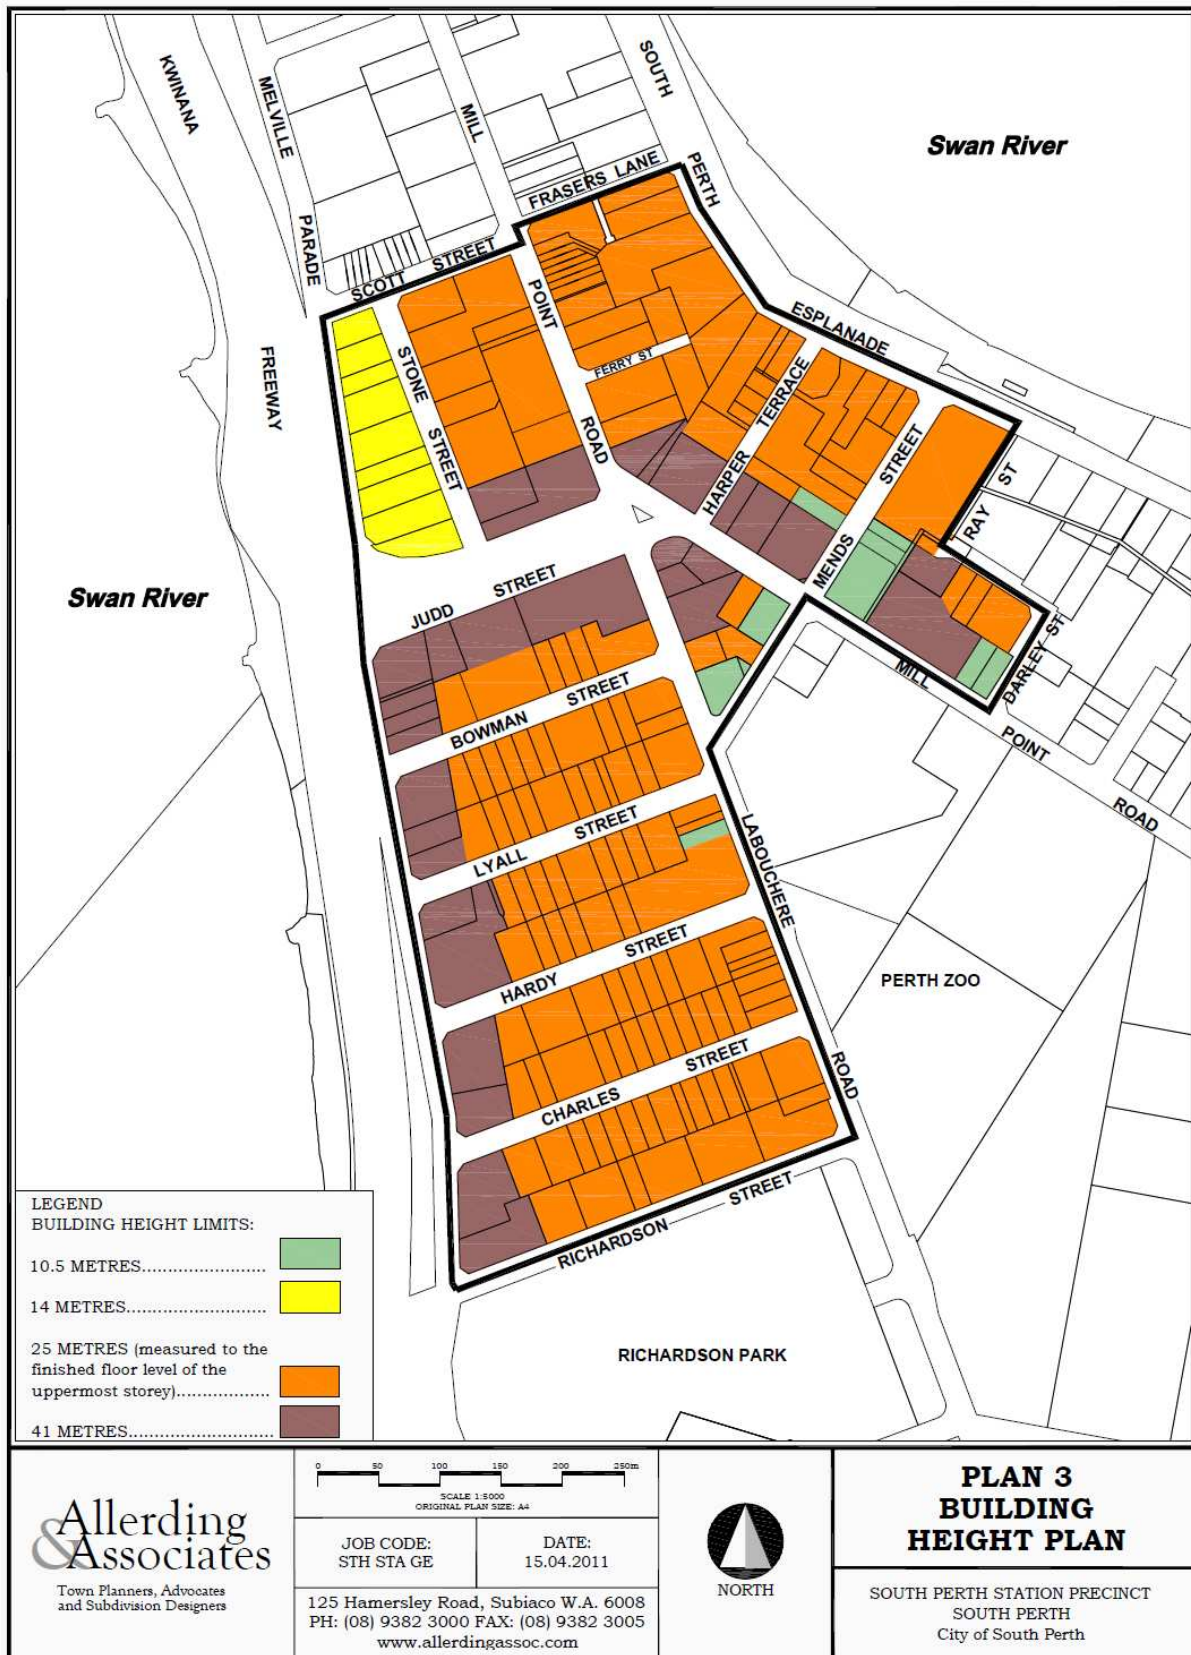 KWINANA
MELVILLE
MILL
SOUTH
Swan River
FRASERS LANE
PERTH
PARADE
SCOTT STREET
POINT
ESPLANADE
FREEWAY
STONE
FERRY ST
TERRACE
STREET
ROAD
STREET
HARPER
ST
RAY
MENDS
STREET
JUDD
Swan River
DARLEY ST
MILL
STREET
BOWMAN
POINT
ROAD
LABOUCHERE
STREET
LYALL
STREET
HARDY
PERTH ZOO
STREET
CHARLES
ROAD
STREET
RICHARDSON
RICHARDSON PARK
LEGEND
BUILDING HEIGHT LIMITS:
10.5 METRES........................
14 METRES...........................
25 METRES (measured to the
finished floor level of the
uppermost storey)..................
41 METRES...........................
Allerding
& Associates
Town Planners, Advocates
and Subdivision Designers
0 50 100 150 200 250m
SCALE 1:5000
ORIGINAL PLAN SIZE: A4
JOB CODE:
STH STA GE
DATE:
15.04.2011
125 Hamersley Road, Subiaco W.A. 6008
PH: (08) 9382 3000 FAX: (08) 9382 3005
www.allerdingassoc.com
NORTH
PLAN 3
BUILDING
HEIGHT PLAN
SOUTH PERTH STATION PRECINCT
SOUTH PERTH
City of South Perth